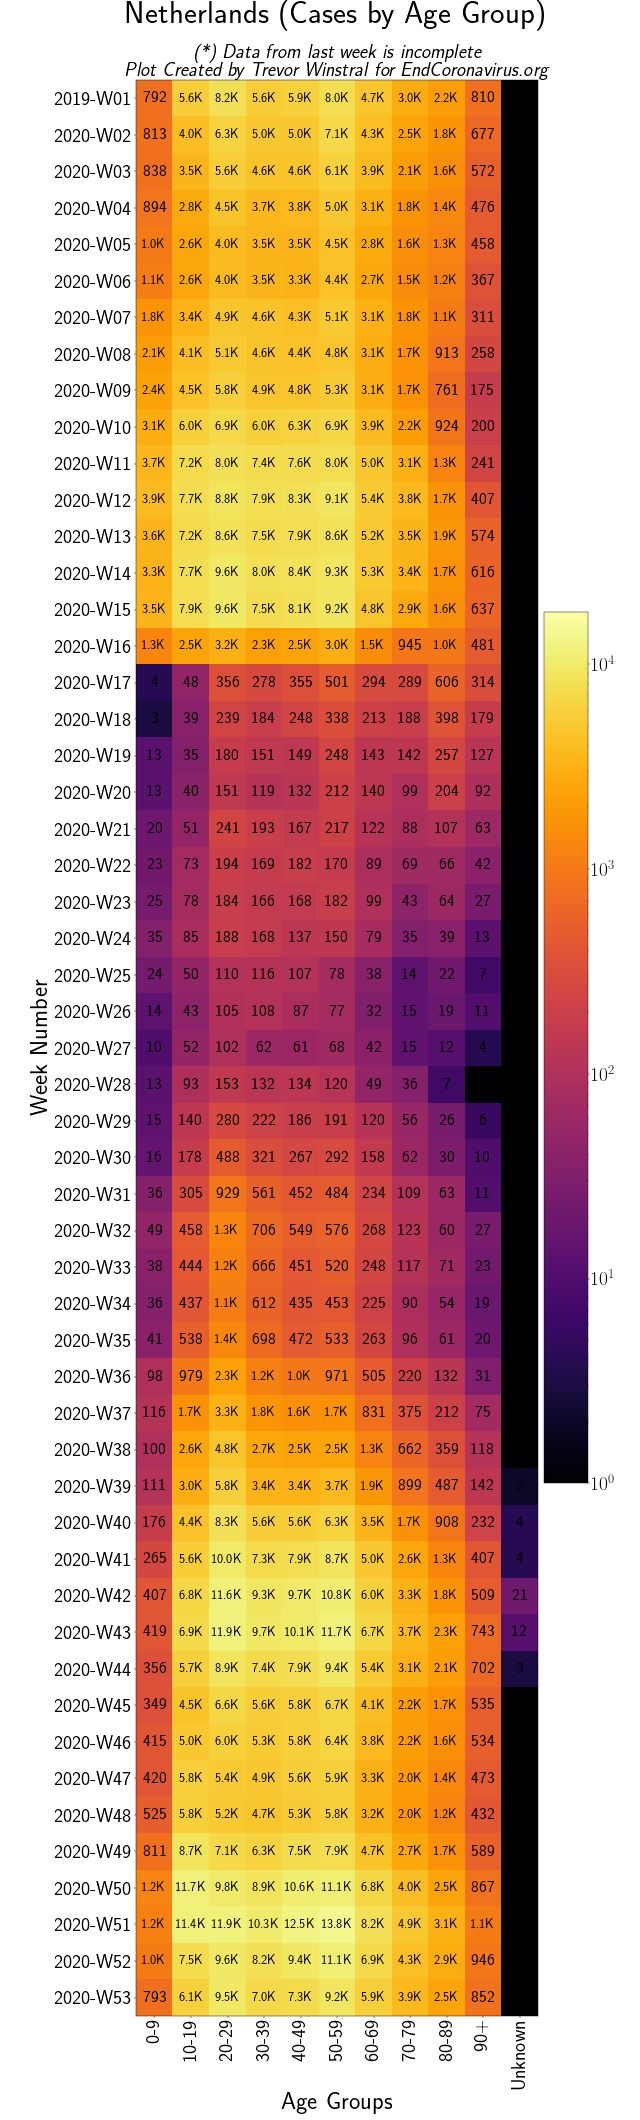 Netherlands (Cases by Age Group)
(*) Data from last week is incomplete
Plot Created by Trevor Winstral for EndCoronavirus.org
2019-W01 792 5.6K 8.2K 5.6K 5.9K 8.0K 4.7K 3.0K 2.2K 810
2020-W02 813 4.0K 6.3K 5.0K 5.0K 7.1K 4.3K 2.5K 1.8K 677
2020-W03 838 3.5K 5.6K 4.6K 4.6K 6.1K 3.9K 2.1K 1.6K 572
2020-W04 894 2.8K 4.5K 3.7K 3.8K 5.0K 3.1K 1.8K 1.4K 476
2020-W05 1.0K 2.6K 4.0K 3.5K 3.5K 4.5K 2.8K 1.6K 1.3K 458
2020-W06 1.1K 2.6K 4.0K 3.5K 3.3K 4.4K 2.7K 1.5K 1.2K 367
2020-W07 1.8K 3.4K 4.9K 4.6K 4.3K 5.1K 3.1K 1.8K 1.1K 311
2020-W08 2.1K 4.1K 5.1K 4.6K 4.4K 4.8K 3.1K 1.7K 913 258
2020-W09 2.4K 4.5K 5.8K 4.9K 4.8K 5.3K 3.1K 1.7K 761 175
2020-W10 3.1K 6.0K 6.9K 6.0K 6.3K 6.9K 3.9K 2.2K 924 200
2020-W11 3.7K 7.2K 8.0K 7.4K 7.6K 8.0K 5.0K 3.1K 1.3K 241
2020-W12 3.9K 7.7K 8.8K 7.9K 8.3K 9.1K 5.4K 3.8K 1.7K 407
2020-W13 3.6K 7.2K 8.6K 7.5K 7.9K 8.6K 5.2K 3.5K 1.9K 574
2020-W14 3.3K 7.7K 9.6K 8.0K 8.4K 9.3K 5.3K 3.4K 1.7K 616
2020-W15 3.5K 7.9K 9.6K 7.5K 8.1K 9.2K 4.8K 2.9K 1.6K 637
2020-W16 1.3K 2.5K 3.2K 2.3K 2.5K 3.0K 1.5K 945 1.0K 481
2020-W17 4 48 356 278 355 501 294 289 606 314
2020-W18 3 39 239 184 248 338 213 188 398 179
2020-W19 13 35 180 151 149 248 143 142 257 127
2020-W20 13 40 151 119 132 212 140 99 204 92
2020-W21 20 51 241 193 167 217 122 88 107 63
2020-W22 23 73 194 169 182 170 89 69 66 42
2020-W23 25 78 184 166 168 182 99 43 64 27
2020-W24 35 85 188 168 137 150 79 35 39 13
2020-W25 24 50 110 116 107 78 38 14 22 7
2020-W26 14 43 105 108 87 77 32 15 19 11
2020-W27 10 52 102 62 61 68 42 15 12 4
2020-W28 13 93 153 132 134 120 49 36 7
2020-W29 15 140 280 222 186 191 120 56 26 6
2020-W30 16 178 488 321 267 292 158 62 30 10
2020-W31 36 305 929 561 452 484 234 109 63 11
2020-W32 49 458 1.3K 706 549 576 268 123 60 27
2020-W33 38 444 1.2K 666 451 520 248 117 71 23
2020-W34 36 437 1.1K 612 435 453 225 90 54 19
2020-W35 41 538 1.4K 698 472 533 263 96 61 20
2020-W36 98 979 2.3K 1.2K 1.0K 971 505 220 132 31
2020-W37 116 1.7K 3.3K 1.8K 1.6K 1.7K 831 375 212 75
2020-W38 100 2.6K 4.8K 2.7K 2.5K 2.5K 1.3K 662 359 118
2020-W39 111 3.0K 5.8K 3.4K 3.4K 3.7K 1.9K 899 487 142 2
2020-W40 176 4.4K 8.3K 5.6K 5.6K 6.3K 3.5K 1.7K 908 232 4
2020-W41 265 5.6K 10.0K 7.3K 7.9K 8.7K 5.0K 2.6K 1.3K 407 4
2020-W42 407 6.8K 11.6K 9.3K 9.7K 10.8K 6.0K 3.3K 1.8K 509 21
2020-W43 419 6.9K 11.9K 9.7K 10.1K 11.7K 6.7K 3.7K 2.3K 743 12
2020-W44 356 5.7K 8.9K 7.4K 7.9K 9.4K 5.4K 3.1K 2.1K 702 3
2020-W45 349 4.5K 6.6K 5.6K 5.8K 6.7K 4.1K 2.2K 1.7K 535
2020-W46 415 5.0K 6.0K 5.3K 5.8K 6.4K 3.8K 2.2K 1.6K 534
2020-W47 420 5.8K 5.4K 4.9K 5.6K 5.9K 3.3K 2.0K 1.4K 473
2020-W48 525 5.8K 5.2K 4.7K 5.3K 5.8K 3.2K 2.0K 1.2K 432
2020-W49 811 8.7K 7.1K 6.3K 7.5K 7.9K 4.7K 2.7K 1.7K 589
2020-W50 1.2K 11.7K 9.8K 8.9K 10.6K 11.1K 6.8K 4.0K 2.5K 867
2020-W51 1.2K 11.4K 11.9K 10.3K 12.5K 13.8K 8.2K 4.9K 3.1K 1.1K
2020-W52 1.0K 7.5K 9.6K 8.2K 9.4K 11.1K 6.9K 4.3K 2.9K 946
2020-W53 793 6.1K 9.5K 7.0K 7.3K 9.2K 5.9K 3.9K 2.5K 852
0-9 10-19 20-29 30-39 40-49 50-59 60-69 70-79 80-89 90+ Unknown
Age Groups
Week Number
10⁴
10³
10²
10¹
10⁰